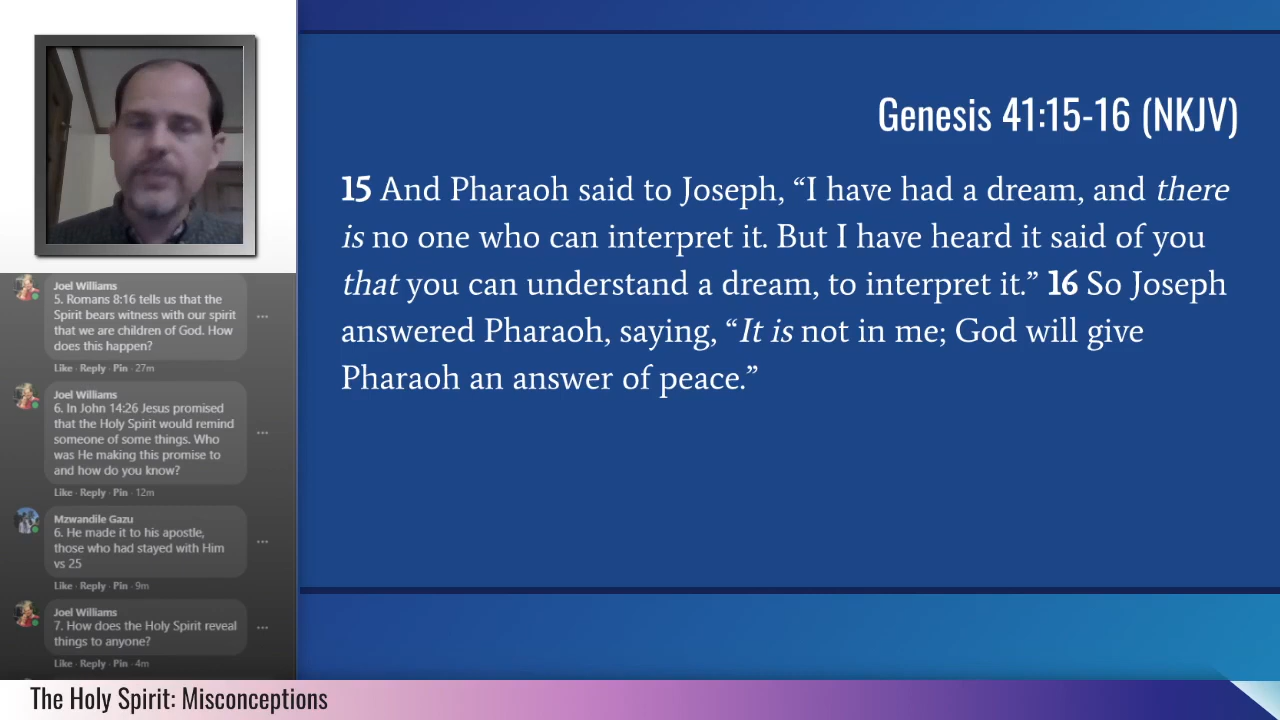 Genesis 41:15-16 (NKJV)
15 And Pharaoh said to Joseph, “I have had a dream, and there
is no one who can interpret it. But I have heard it said of you
that you can understand a dream, to interpret it.” 16 So Joseph
answered Pharaoh, saying, “It is not in me; God will give
Pharaoh an answer of peace.”
Joel Williams
5. Romans 8:16 tells us that the
Spirit bears witness with our spirit
that we are children of God. How
does this happen?
Like · Reply · Pin · 27m
Joel Williams
6. In John 14:26 Jesus promised
that the Holy Spirit would remind
someone of some things. Who
was He making this promise to
and how do you know?
Like · Reply · Pin · 12m
Mzwandile Gazu
6. He made it to his apostle,
those who had stayed with Him
vs 25
Like · Reply · Pin · 9m
Joel Williams
7. How does the Holy Spirit reveal
things to anyone?
Like · Reply · Pin · 4m
The Holy Spirit: Misconceptions